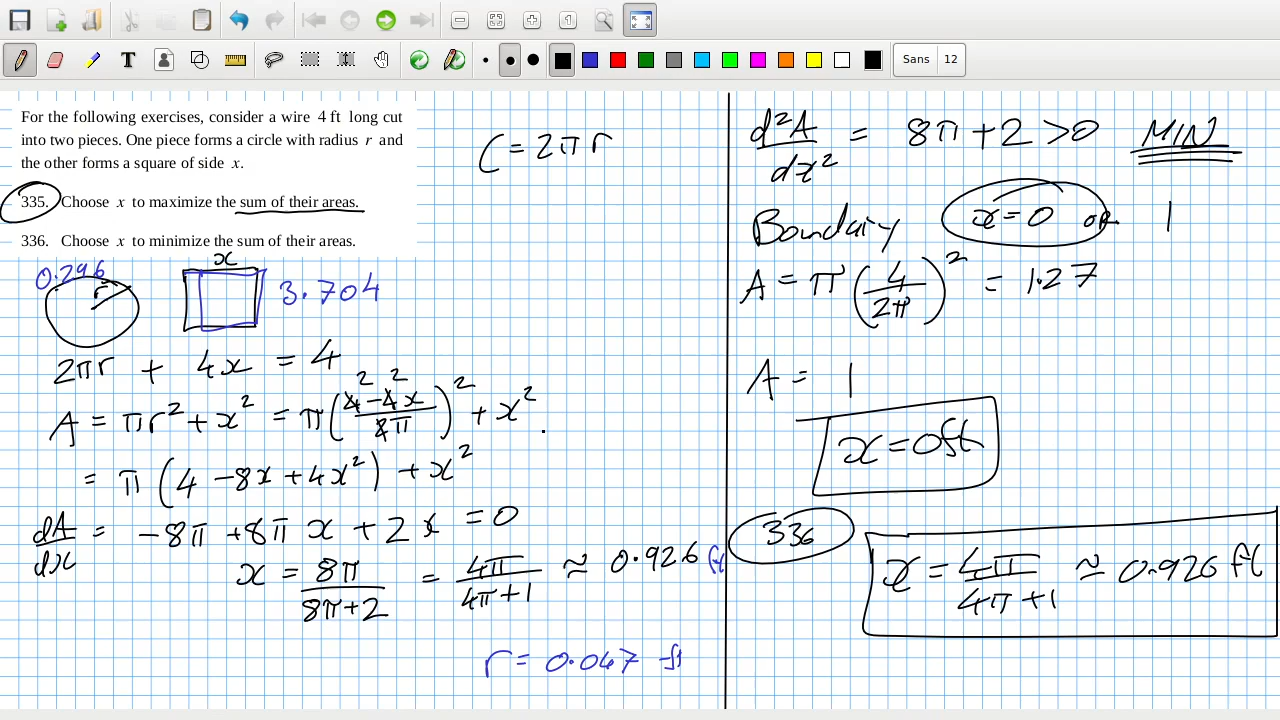 Sans 12
For the following exercises, consider a wire 4 ft long cut
into two pieces. One piece forms a circle with radius r and
the other forms a square of side x.
335. Choose x to maximize the sum of their areas.
336. Choose x to minimize the sum of their areas.
C = 2πr
0.296
r
x
3.704
2πr + 4x = 4
A = πr² + x² = π((4² - 4²x)/(8π))² + x².
= π(4 - 8x + 4x²) + x²
dA/dx = -8π + 8πx + 2x = 0
x = 8π/(8π+2) = 4π/(4π+1) ≈ 0.926 ft
r = 0.047 ft
d²A/dx² = 8π + 2 > 0 MIN
Boundary x = 0 or 1
A = π(4/(2π))² = 1.27
A = 1
x = 0ft
336
x = 4π/(4π+1) ≈ 0.926 ft